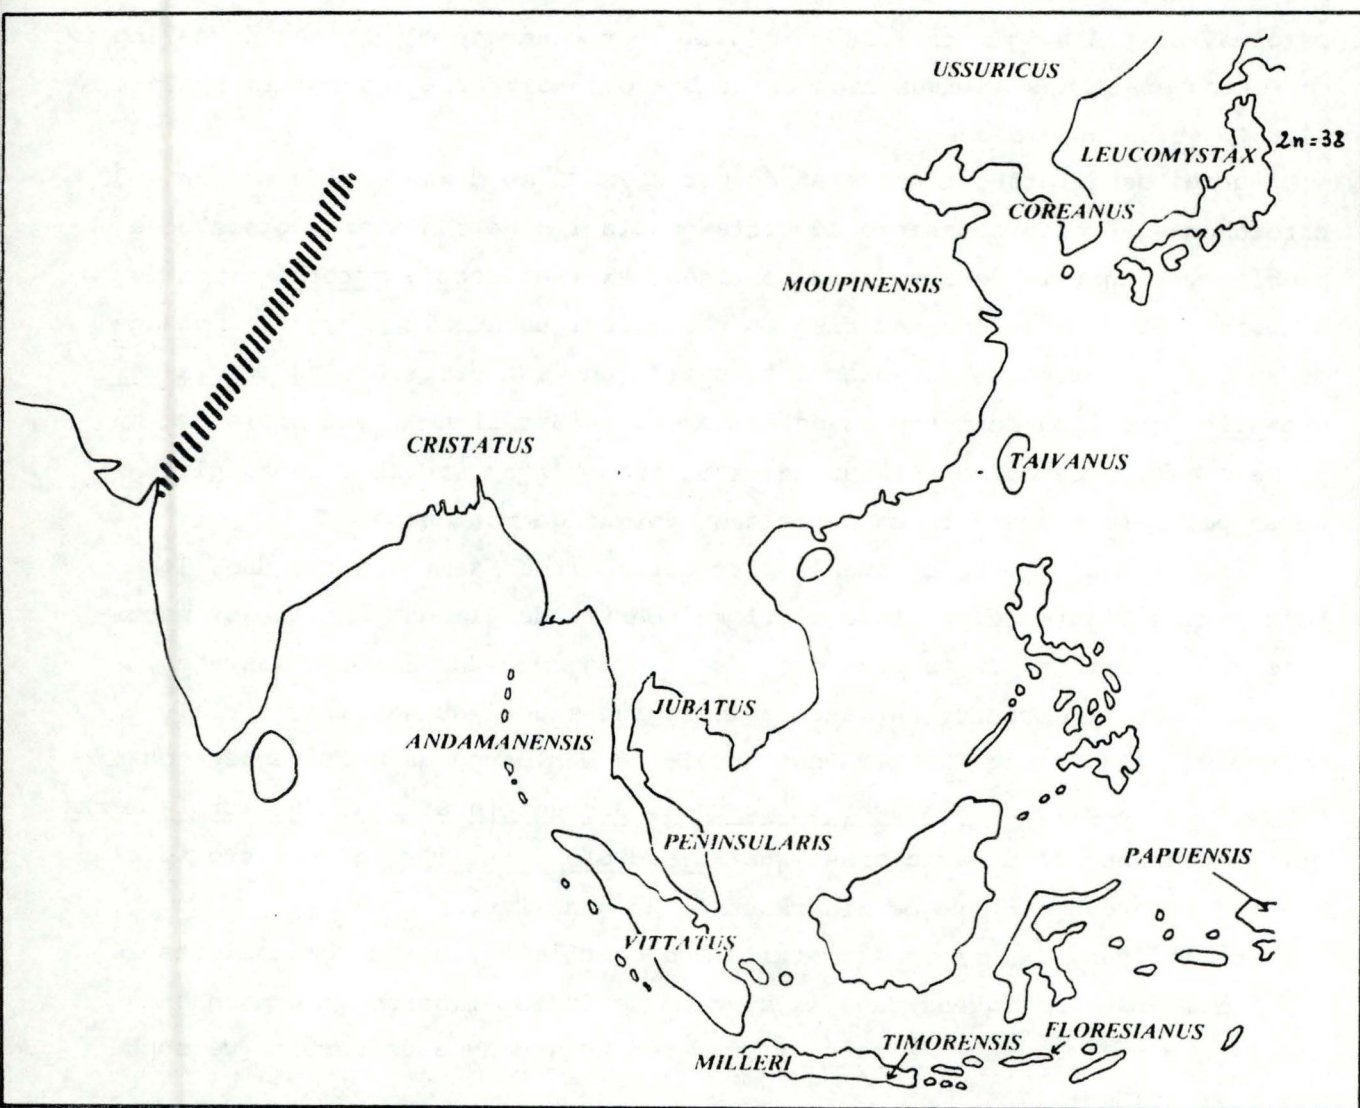 USSURICUS
2n=38
LEUCOMYSTAX
COREANUS
MOUPINENSIS
CRISTATUS
TAIVANUS
JUBATUS
ANDAMANENSIS
PENINSULARIS
PAPUENSIS
VITTATUS
FLORESIANUS
TIMORENSIS
MILLERI